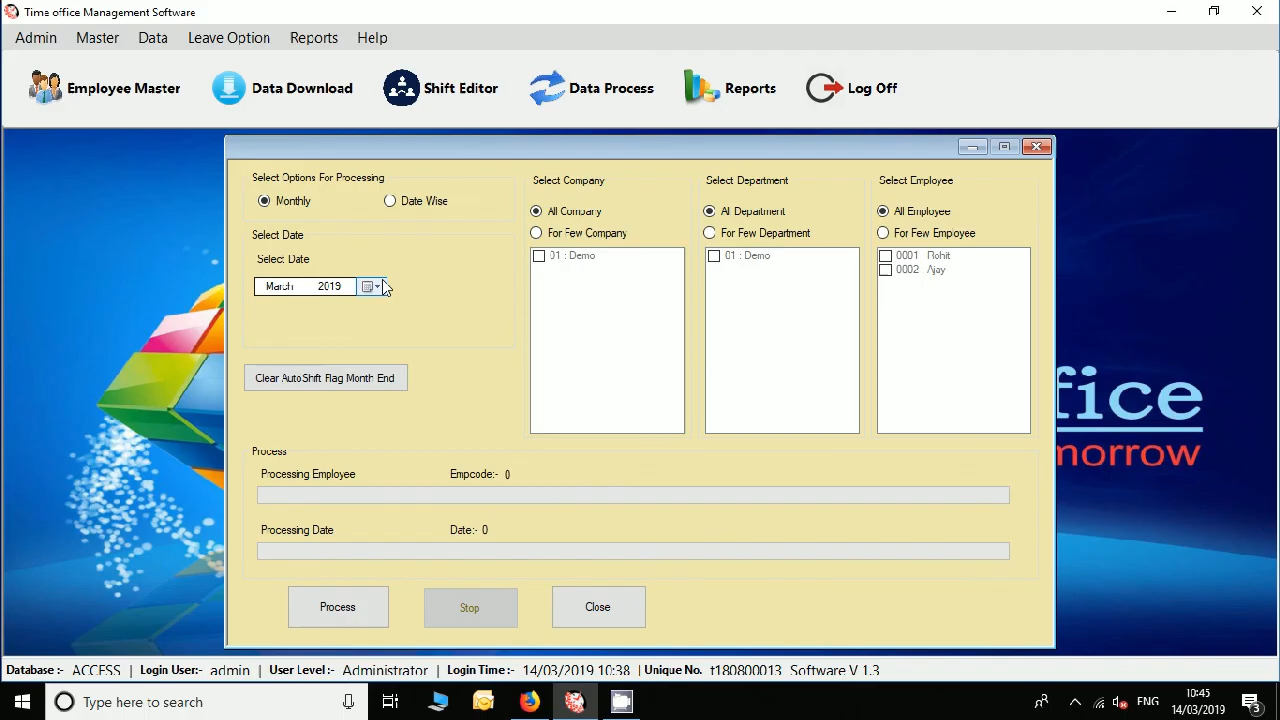 Time office Management Software
Admin Master Data Leave Option Reports Help
Employee Master Data Download Shift Editor Data Process Reports Log Off
Select Options For Processing
Monthly Date Wise
Select Date
Select Date
March 2019
Clear AutoShift Flag Month End
Select Company
All Company
For Few Company
01 : Demo
Select Department
All Department
For Few Department
01 : Demo
Select Employee
All Employee
For Few Employee
0001 Rohit
0002 Ajay
fice
morrow
Process
Processing Employee Empcode:- 0
Processing Date Date:- 0
Process Stop Close
Database :- ACCESS | Login User:- admin | User Level :- Administrator | Login Time :- 14/03/2019 10:38 | Unique No. t180800013 Software V 1.3
Type here to search
ENG
10:45
14/03/2019
3